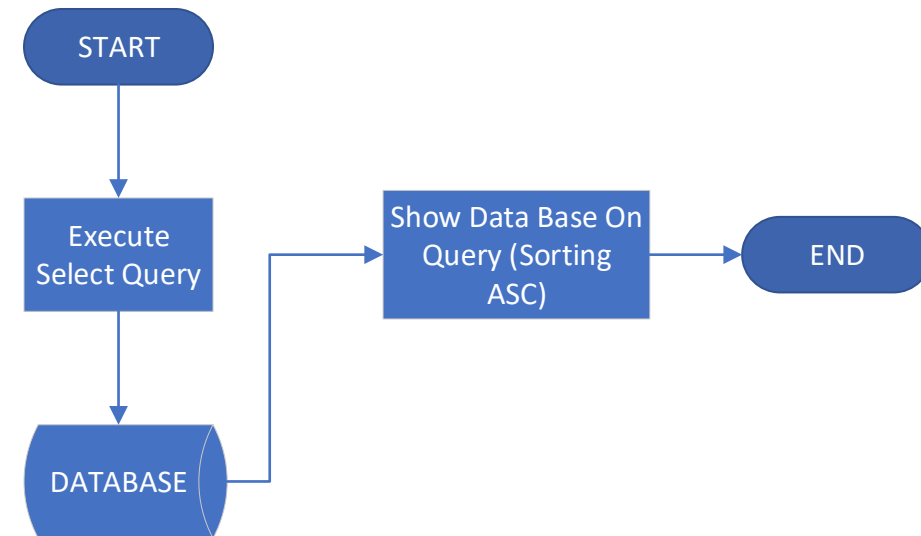 START
Execute
Select Query
DATABASE
Show Data Base On
Query (Sorting
ASC)
END